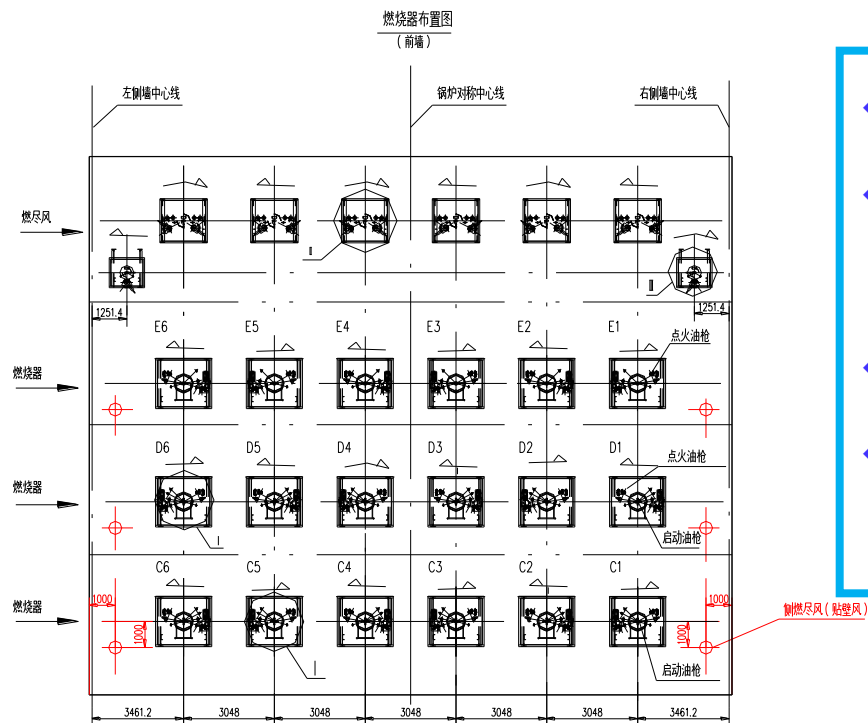 燃烧器布置图
(前墙)
左侧墙中心线
锅炉对称中心线
右侧墙中心线
燃尽风
Ⅱ
Ⅲ
1251.4
1251.4
E6
E5
E4
E3
E2
E1
点火油枪
燃烧器
D6
D5
D4
D3
D2
D1
点火油枪
燃烧器
启动油枪
Ⅰ
C6
C5
C4
C3
C2
C1
1000
1000
燃烧器
侧燃尽风(贴壁风)
1000
1000
启动油枪
Ⅰ
3461.2
3048
3048
3048
3048
3048
3461.2